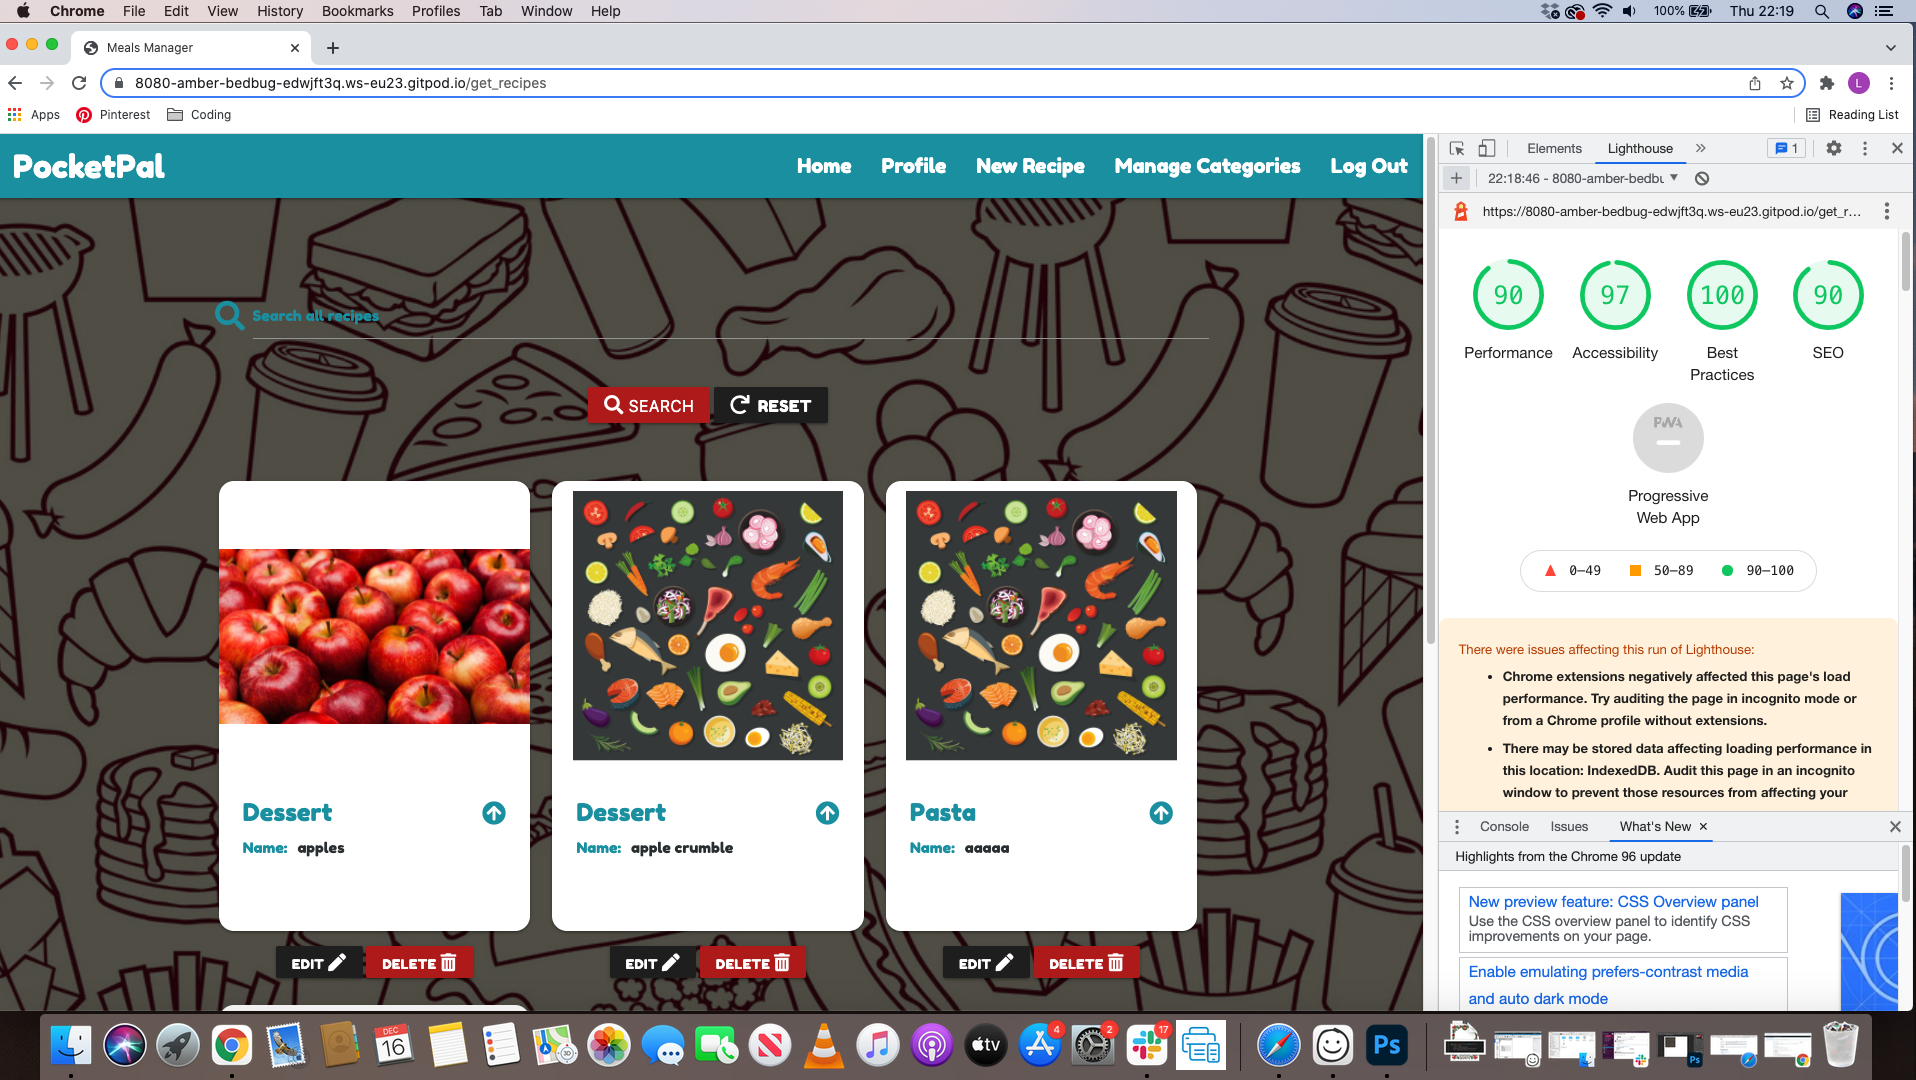 Chrome File Edit View History Bookmarks Profiles Tab Window Help 100% Thu 22:19
Meals Manager
8080-amber-bedbug-edwjft3q.ws-eu23.gitpod.io/get_recipes
L
Apps Pinterest Coding Reading List
PocketPal Home Profile New Recipe Manage Categories Log Out
Search all recipes
SEARCH RESET
Dessert
Name: apples
Dessert
Name: apple crumble
Pasta
Name: aaaaa
EDIT DELETE EDIT DELETE EDIT DELETE
Elements Lighthouse 1
22:18:46 - 8080-amber-bedbu
https://8080-amber-bedbug-edwjft3q.ws-eu23.gitpod.io/get_r…
90 97 100 90
Performance Accessibility Best Practices SEO
PWA
Progressive
Web App
0–49 50–89 90–100
There were issues affecting this run of Lighthouse:
Chrome extensions negatively affected this page's load
performance. Try auditing the page in incognito mode or
from a Chrome profile without extensions.
There may be stored data affecting loading performance in
this location: IndexedDB. Audit this page in an incognito
window to prevent those resources from affecting your
Console Issues What's New
Highlights from the Chrome 96 update
New preview feature: CSS Overview panel
Use the CSS overview panel to identify CSS
improvements on your page.
Enable emulating prefers-contrast media
and auto dark mode
DEC
16
3D
tv
4
2
17
Ps
Ps